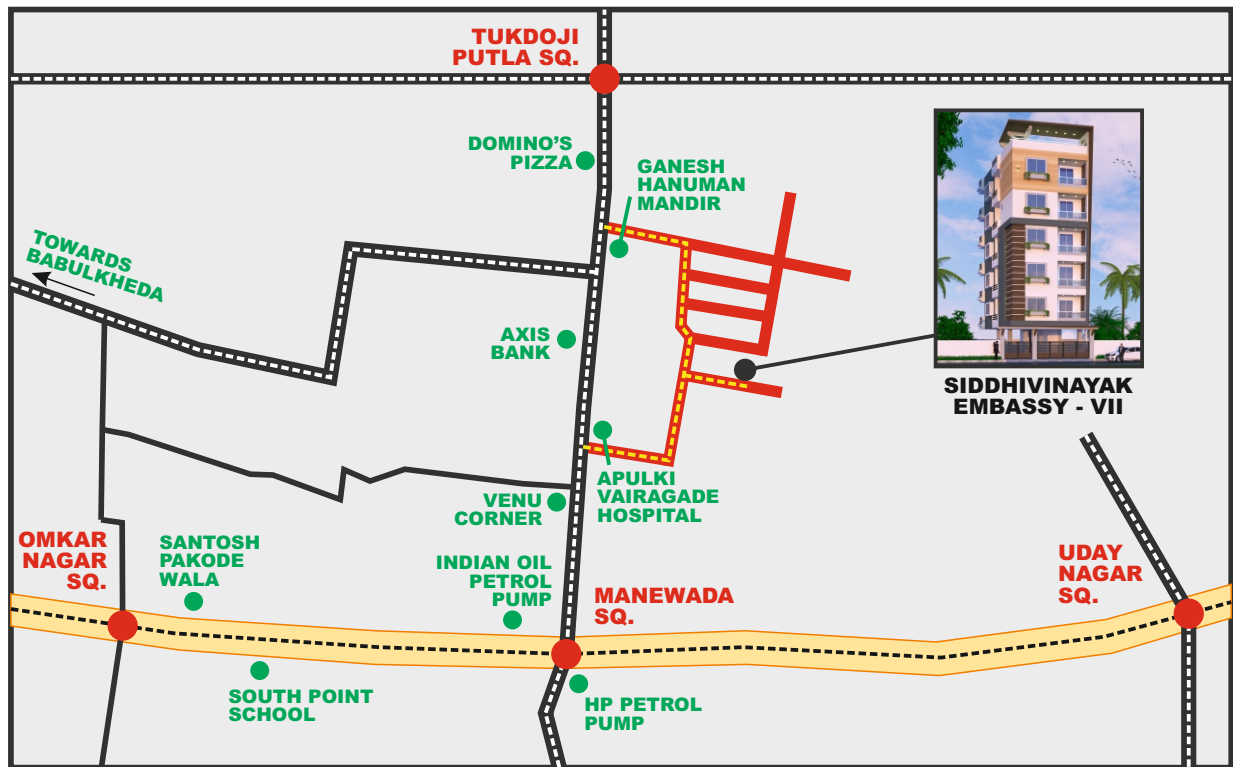 TUKDOJI
PUTLA SQ.
DOMINO'S
PIZZA
GANESH
HANUMAN
MANDIR
TOWARDS
BABULKHEDA
AXIS
BANK
SIDDHIVINAYAK
EMBASSY - VII
APULKI
VAIRAGADE
HOSPITAL
VENU
CORNER
OMKAR
NAGAR
SQ.
SANTOSH
PAKODE
WALA
INDIAN OIL
PETROL
PUMP
MANEWADA
SQ.
UDAY
NAGAR
SQ.
SOUTH POINT
SCHOOL
HP PETROL
PUMP